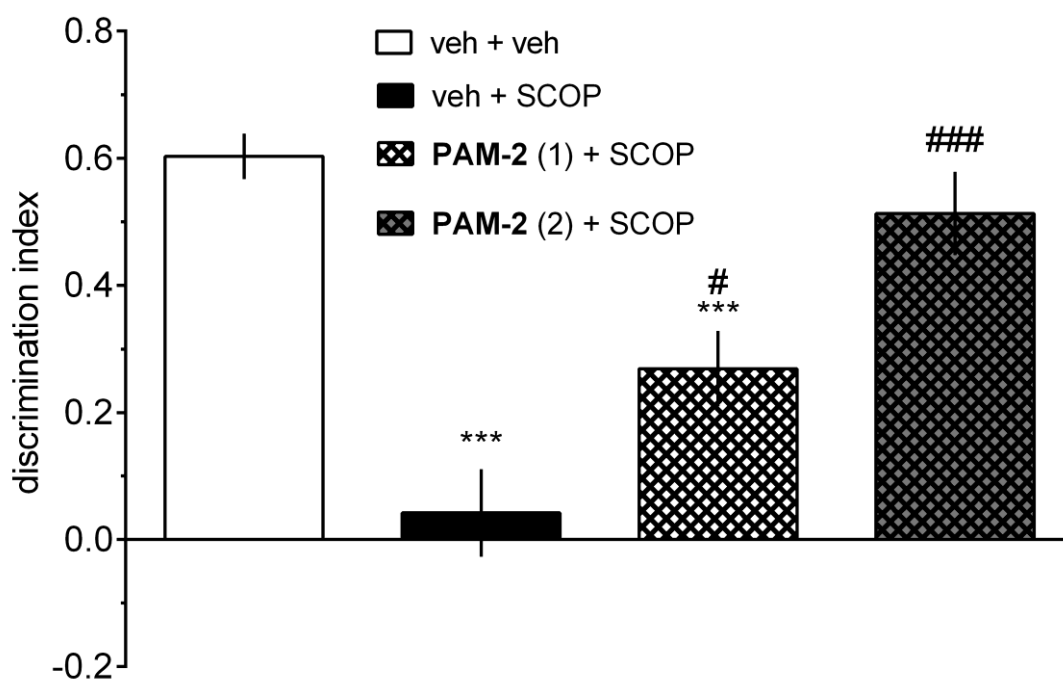 0.8
0.6
0.4
0.2
0.0
-0.2
discrimination index
veh + veh
veh + SCOP
PAM-2 (1) + SCOP
PAM-2 (2) + SCOP
***
#
***
###